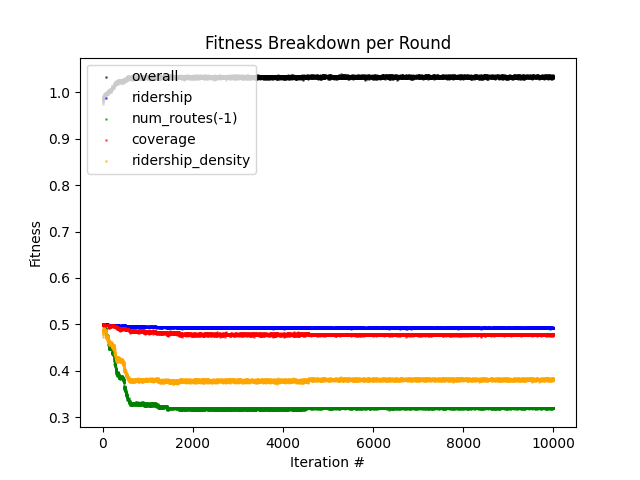 Fitness Breakdown per Round
overall
ridership
num_routes(-1)
coverage
ridership_density
1.0
0.9
0.8
0.7
0.6
0.5
0.4
0.3
Fitness
0 2000 4000 6000 8000 10000
Iteration #